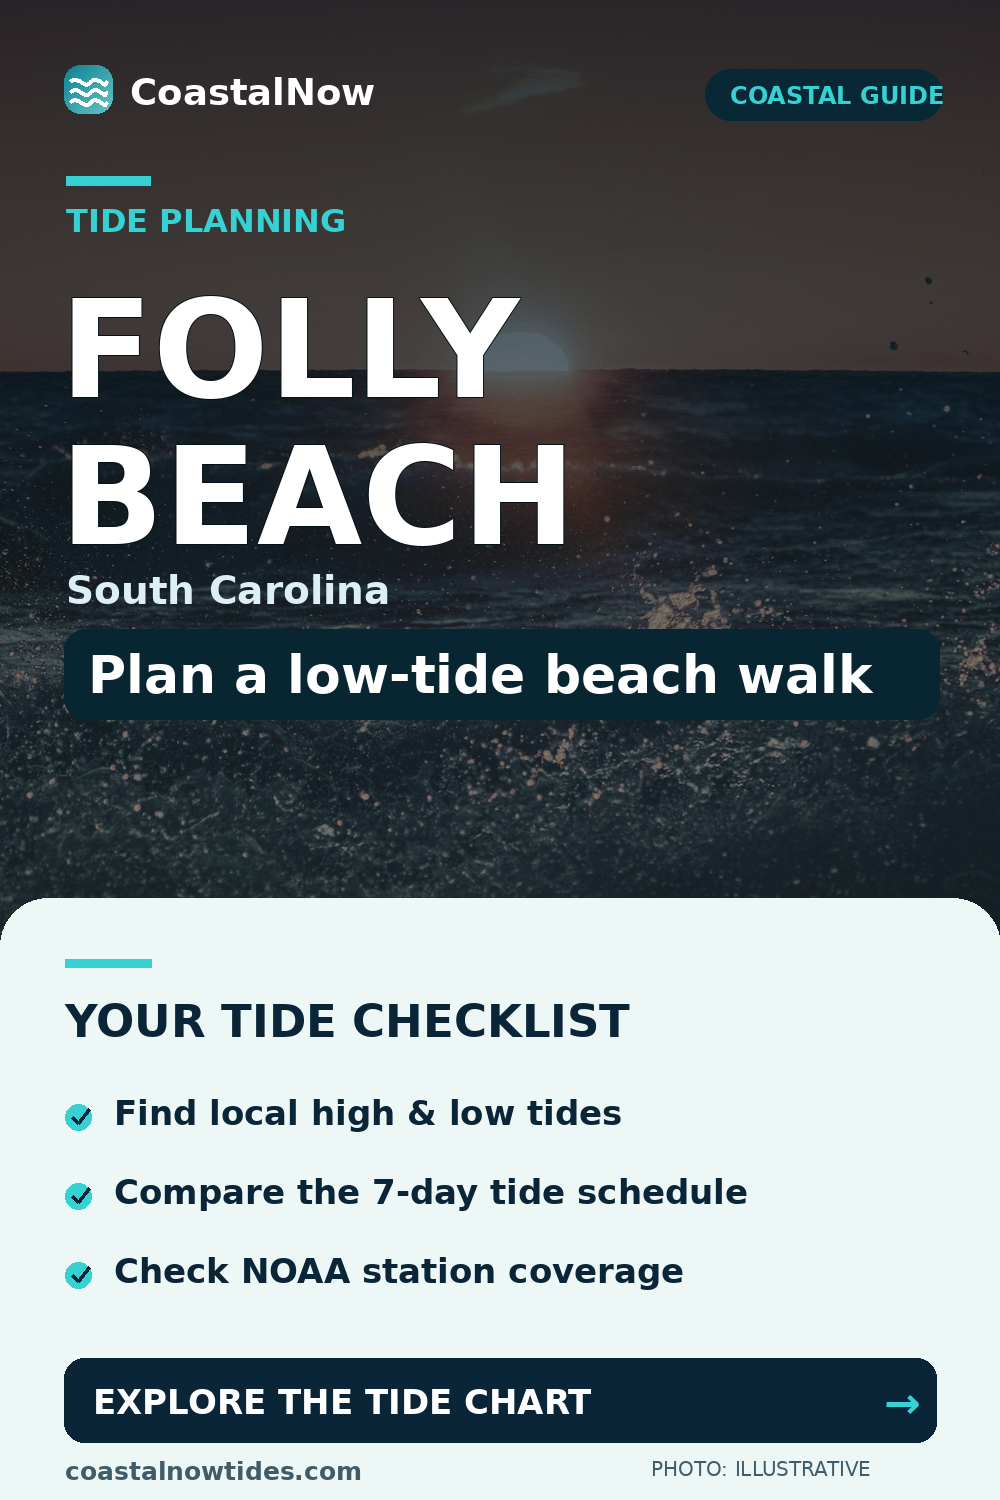 CoastalNow
COASTAL GUIDE
TIDE PLANNING
FOLLY
BEACH
South Carolina
Plan a low-tide beach walk
YOUR TIDE CHECKLIST
Find local high & low tides
Compare the 7-day tide schedule
Check NOAA station coverage
EXPLORE THE TIDE CHART →
coastalnowtides.com
PHOTO: ILLUSTRATIVE